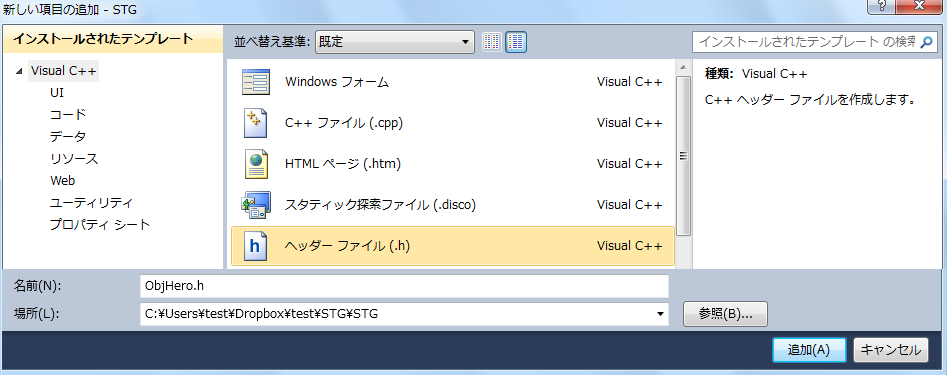 新しい項目の追加 - STG
インストールされたテンプレート
並べ替え基準: 既定
インストールされたテンプレート の検索
Visual C++
UI
コード
データ
リソース
Web
ユーティリティ
プロパティ シート
Windows フォーム Visual C++
C++ ファイル (.cpp) Visual C++
HTML ページ (.htm) Visual C++
スタティック探索ファイル (.disco) Visual C++
ヘッダー ファイル (.h) Visual C++
種類: Visual C++
C++ ヘッダー ファイルを作成します。
名前(N): ObjHero.h
場所(L): C:¥Users¥test¥Dropbox¥test¥STG¥STG 参照(B)...
追加(A) キャンセル